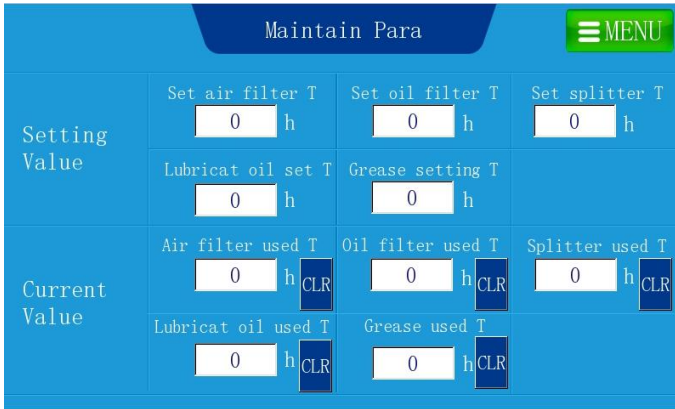 Maintain Para
MENU
Set air filter T Set oil filter T Set splitter T
0 h 0 h 0 h
Setting
Value
Lubricat oil set T Grease setting T
0 h 0 h
Air filter used T Oil filter used T Splitter used T
0 h CLR 0 h CLR 0 h CLR
Current
Value
Lubricat oil used T Grease used T
0 h CLR 0 h CLR